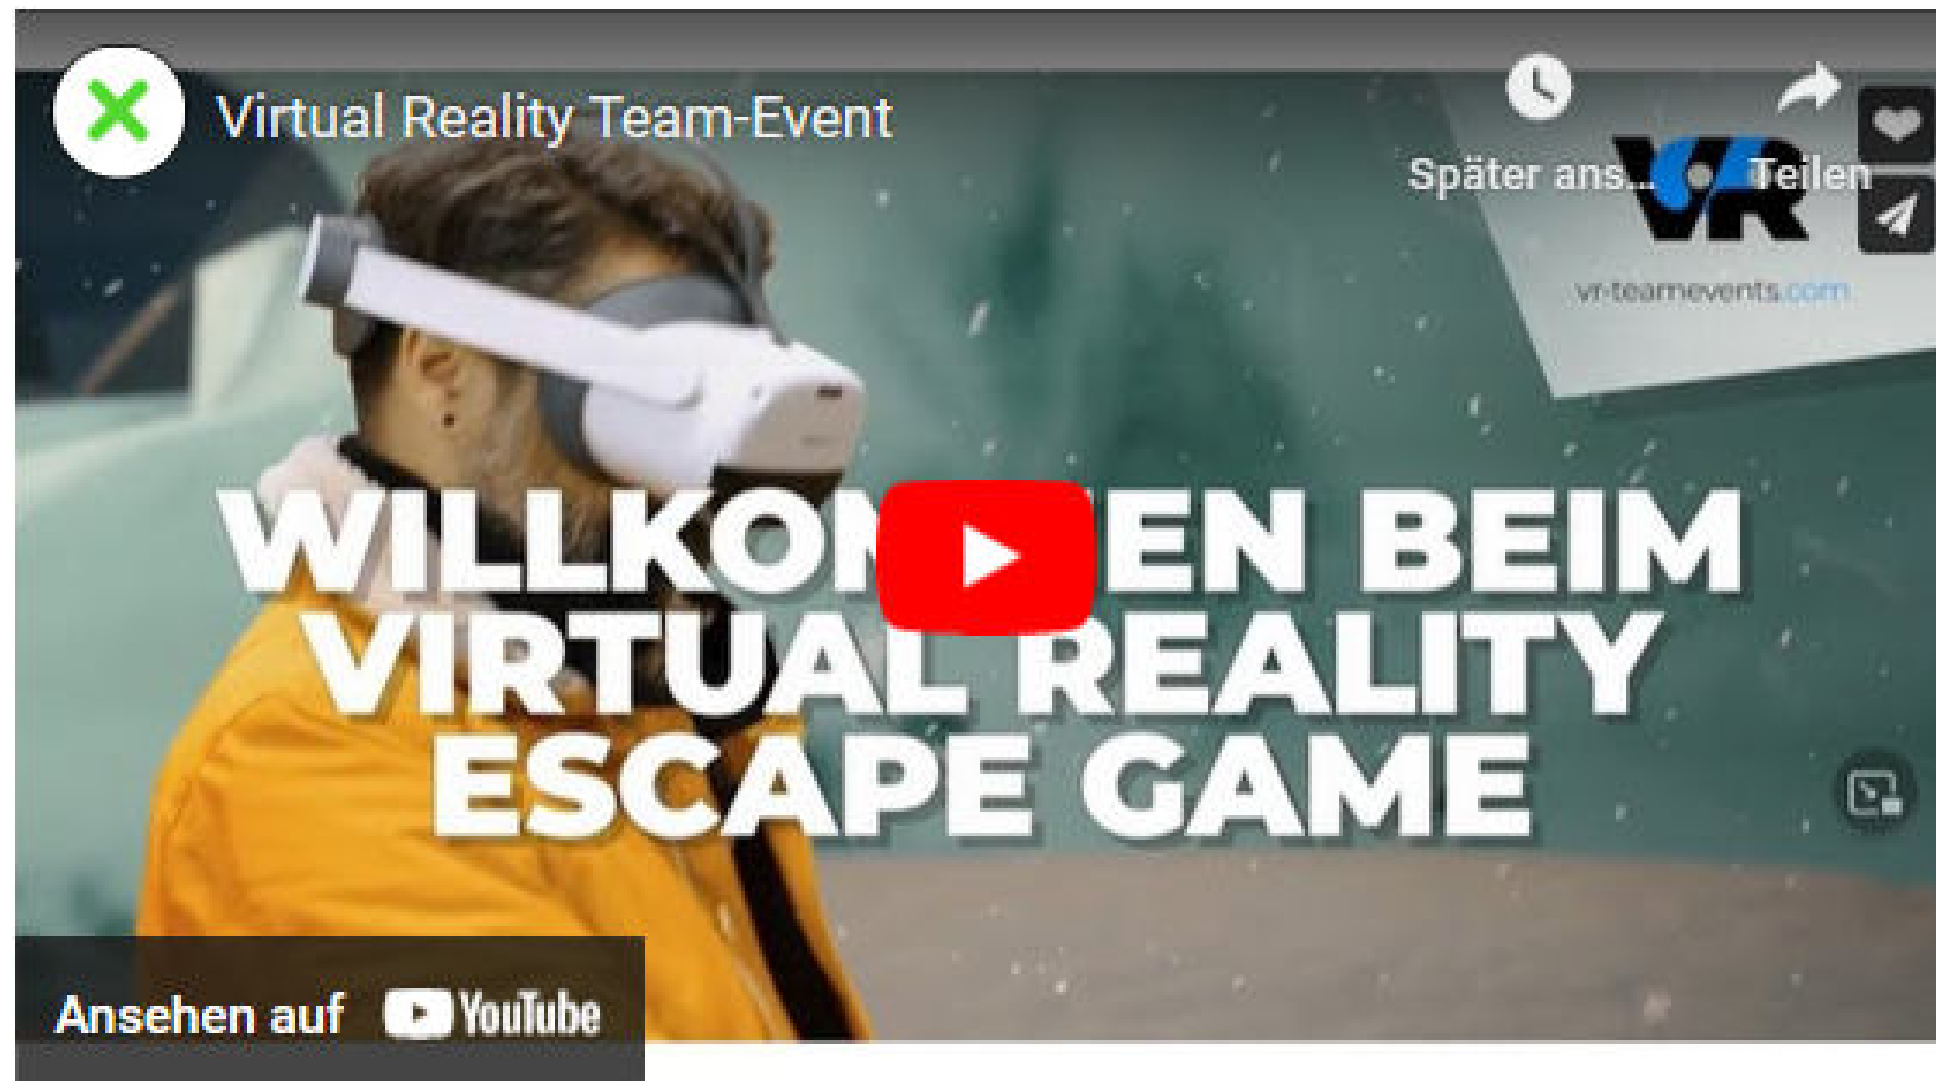 Virtual Reality Team-Event
Später ans...
Teilen
VR
vr-teamevents.com
WILLKOMMEN BEIM
VIRTUAL REALITY
ESCAPE GAME
Ansehen auf YouTube